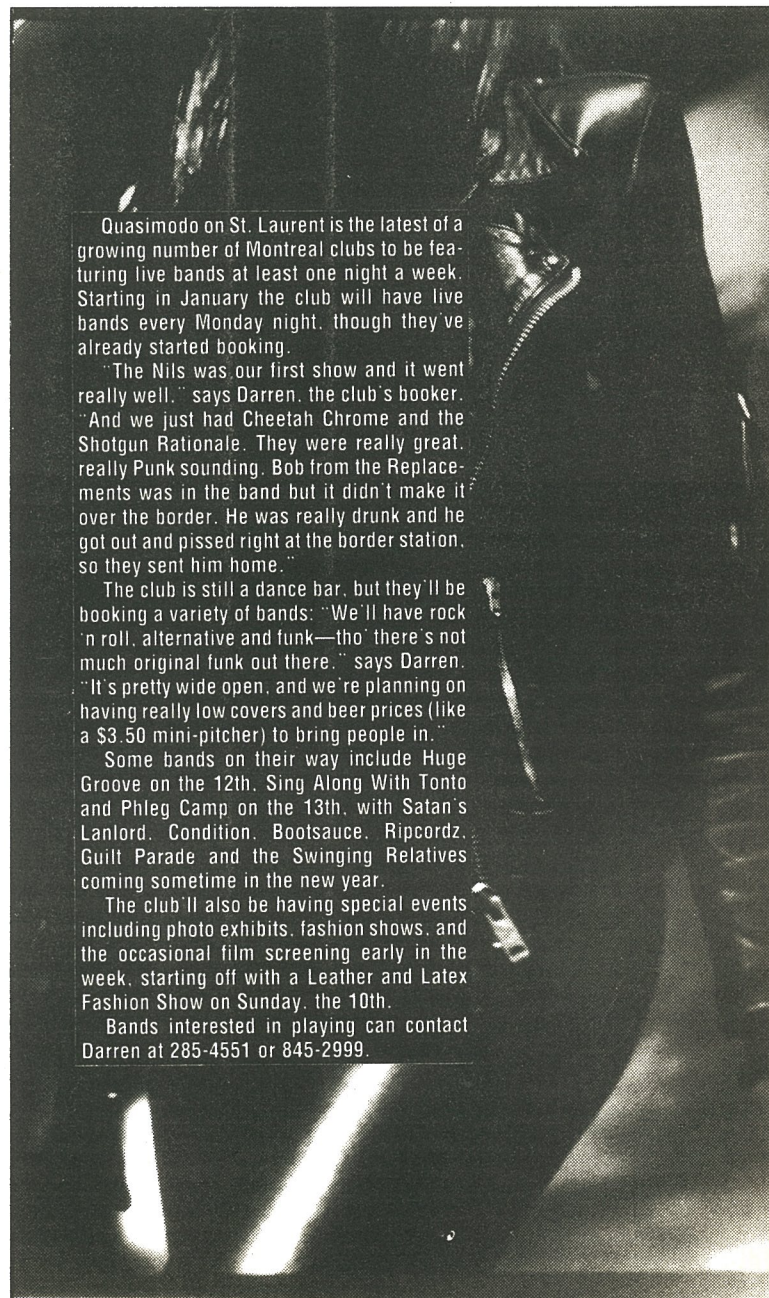 Quasimodo on St. Laurent is the latest of a
growing number of Montreal clubs to be fea-
turing live bands at least one night a week.
Starting in January the club will have live
bands every Monday night, though they've
already started booking.
"The Nils was our first show and it went
really well," says Darren, the club's booker.
"And we just had Cheetah Chrome and the
Shotgun Rationale. They were really great,
really Punk sounding. Bob from the Replace-
ments was in the band but it didn't make it
over the border. He was really drunk and he
got out and pissed right at the border station,
so they sent him home."
The club is still a dance bar, but they'll be
booking a variety of bands: "We'll have rock
'n roll, alternative and funk—tho' there's not
much original funk out there," says Darren.
"It's pretty wide open, and we're planning on
having really low covers and beer prices (like
a $3.50 mini-pitcher) to bring people in."
Some bands on their way include Huge
Groove on the 12th, Sing Along With Tonto
and Phleg Camp on the 13th, with Satan's
Lanlord, Condition, Bootsauce, Ripcordz,
Guilt Parade and the Swinging Relatives
coming sometime in the new year.
The club'll also be having special events
including photo exhibits, fashion shows, and
the occasional film screening early in the
week, starting off with a Leather and Latex
Fashion Show on Sunday, the 10th.
Bands interested in playing can contact
Darren at 285-4551 or 845-2999.